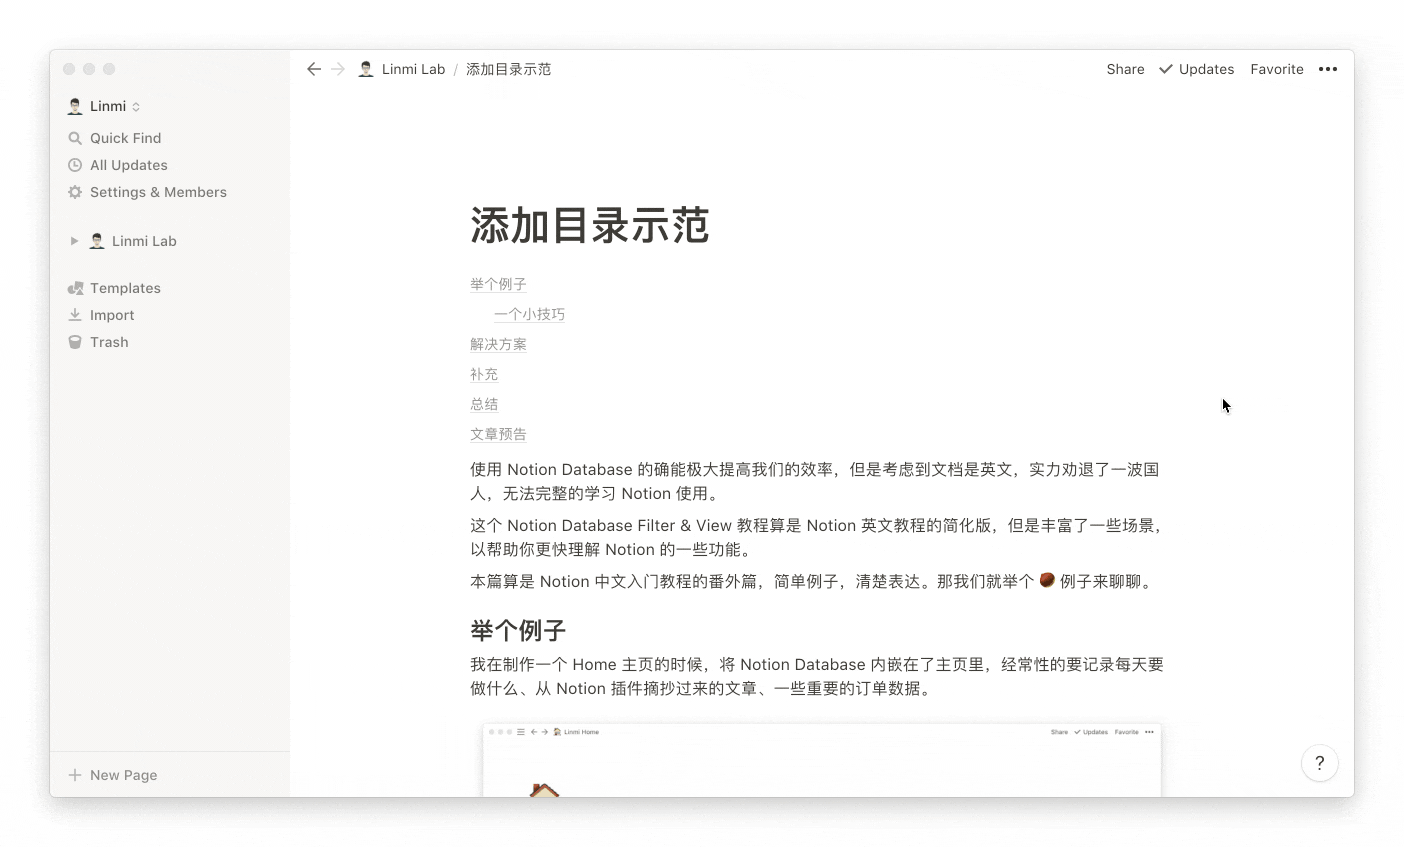 Linmi Lab / 添加目录示范
Share Updates Favorite •••
Linmi
Quick Find
All Updates
Settings & Members
Linmi Lab
Templates
Import
Trash
New Page
添加目录示范
举个例子
一个小技巧
解决方案
补充
总结
文章预告
使用 Notion Database 的确能极大提高我们的效率，但是考虑到文档是英文，实力劝退了一波国
人，无法完整的学习 Notion 使用。
这个 Notion Database Filter & View 教程算是 Notion 英文教程的简化版，但是丰富了一些场景，
以帮助你更快理解 Notion 的一些功能。
本篇算是 Notion 中文入门教程的番外篇，简单例子，清楚表达。那我们就举个 🌰 例子来聊聊。
举个例子
我在制作一个 Home 主页的时候，将 Notion Database 内嵌在了主页里，经常性的要记录每天要
做什么、从 Notion 插件摘抄过来的文章、一些重要的订单数据。
Linmi Home
Share Updates Favorite •••
?